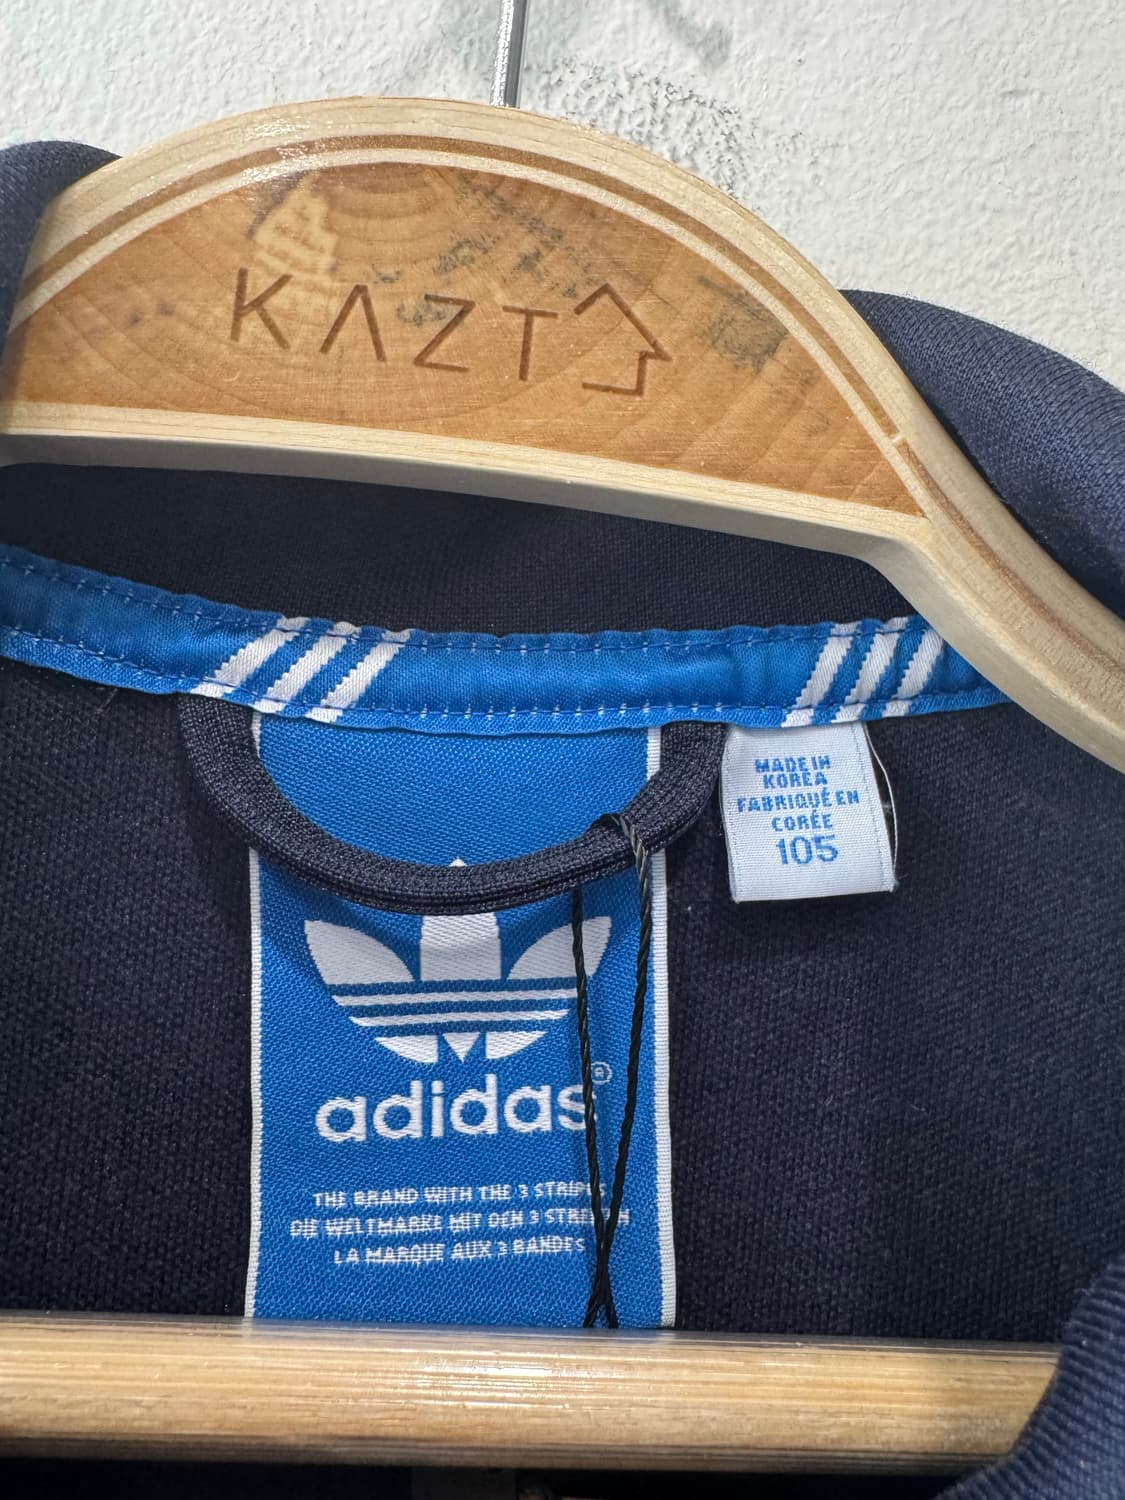 KAZT
MADE IN
KOREA
FABRIQUÉ EN
CORÉE
105
adidas®
THE BRAND WITH THE 3 STRIPES
DIE WELTMARKE MIT DEN 3 STREIFEN
LA MARQUE AUX 3 BANDES